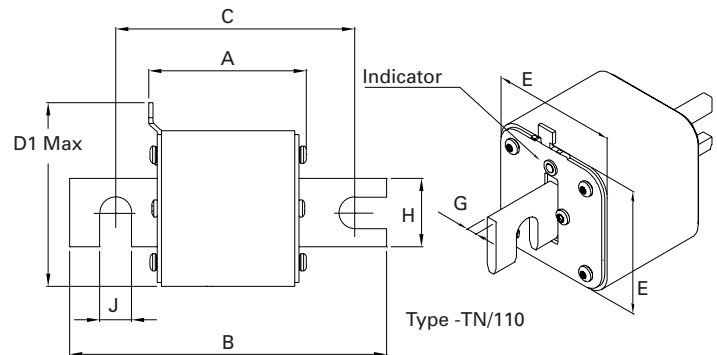 C
A
Indicator
E
D1 Max
G
H
E
J
Type -TN/110
B